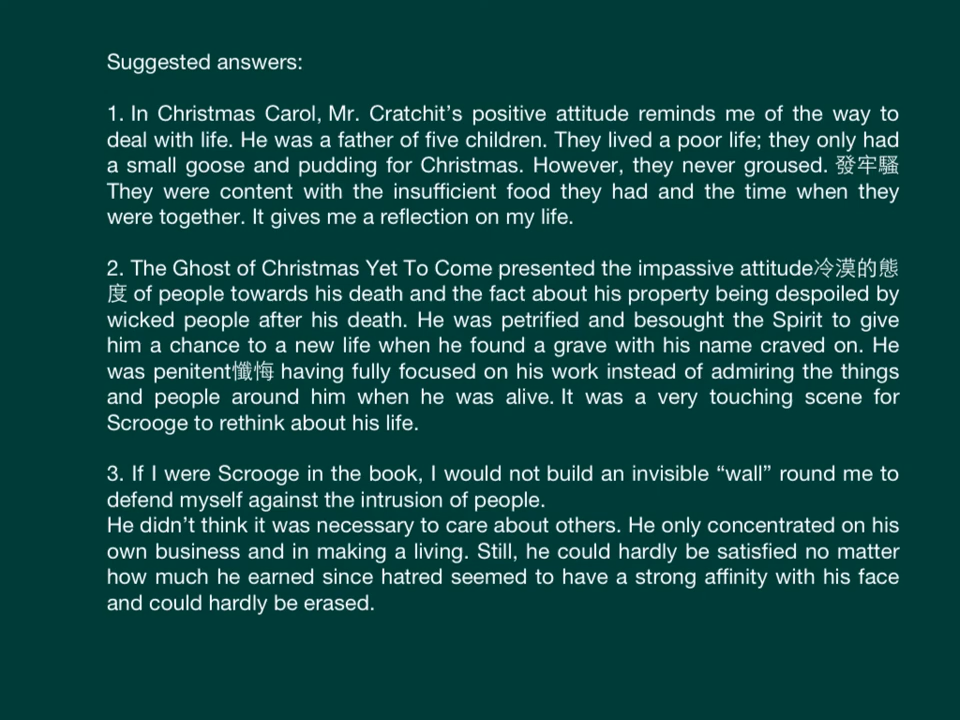 Suggested answers:
1. In Christmas Carol, Mr. Cratchit’s positive attitude reminds me of the way to
deal with life. He was a father of five children. They lived a poor life; they only had
a small goose and pudding for Christmas. However, they never groused. 發牢騷
They were content with the insufficient food they had and the time when they
were together. It gives me a reflection on my life.
2. The Ghost of Christmas Yet To Come presented the impassive attitude冷漠的態
度 of people towards his death and the fact about his property being despoiled by
wicked people after his death. He was petrified and besought the Spirit to give
him a chance to a new life when he found a grave with his name craved on. He
was penitent懺悔 having fully focused on his work instead of admiring the things
and people around him when he was alive. It was a very touching scene for
Scrooge to rethink about his life.
3. If I were Scrooge in the book, I would not build an invisible “wall” round me to
defend myself against the intrusion of people.
He didn’t think it was necessary to care about others. He only concentrated on his
own business and in making a living. Still, he could hardly be satisfied no matter
how much he earned since hatred seemed to have a strong affinity with his face
and could hardly be erased.